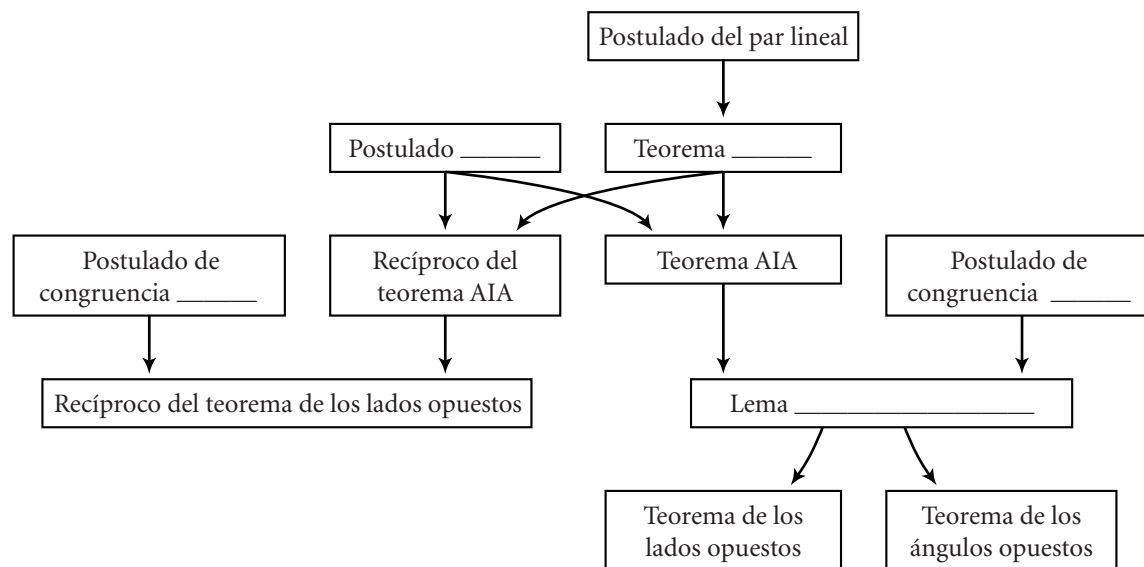 Postulado del par lineal
Postulado ______
Teorema ______
Postulado de
congruencia ______
Recíproco del
teorema AIA
Teorema AIA
Postulado de
congruencia ______
Recíproco del teorema de los lados opuestos
Lema __________________
Teorema de los
lados opuestos
Teorema de los
ángulos opuestos